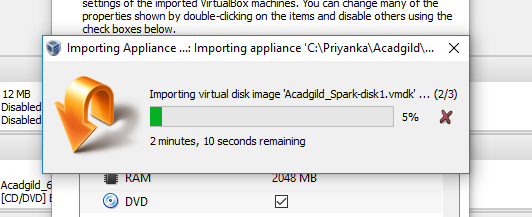 settings of the imported VirtualBox machines. You can change many of the
properties shown by double-clicking on the items and disable others using the
check boxes below.
Importing Appliance ...: Importing appliance 'C:\Priyanka\Acadgild\...
12 MB
Disabled
Disabled
Importing virtual disk image 'Acadgild_Spark-disk1.vmdk' ... (2/3)
5%
2 minutes, 10 seconds remaining
RAM 2048 MB
Acadgild_6
[CD/DVD] E
DVD